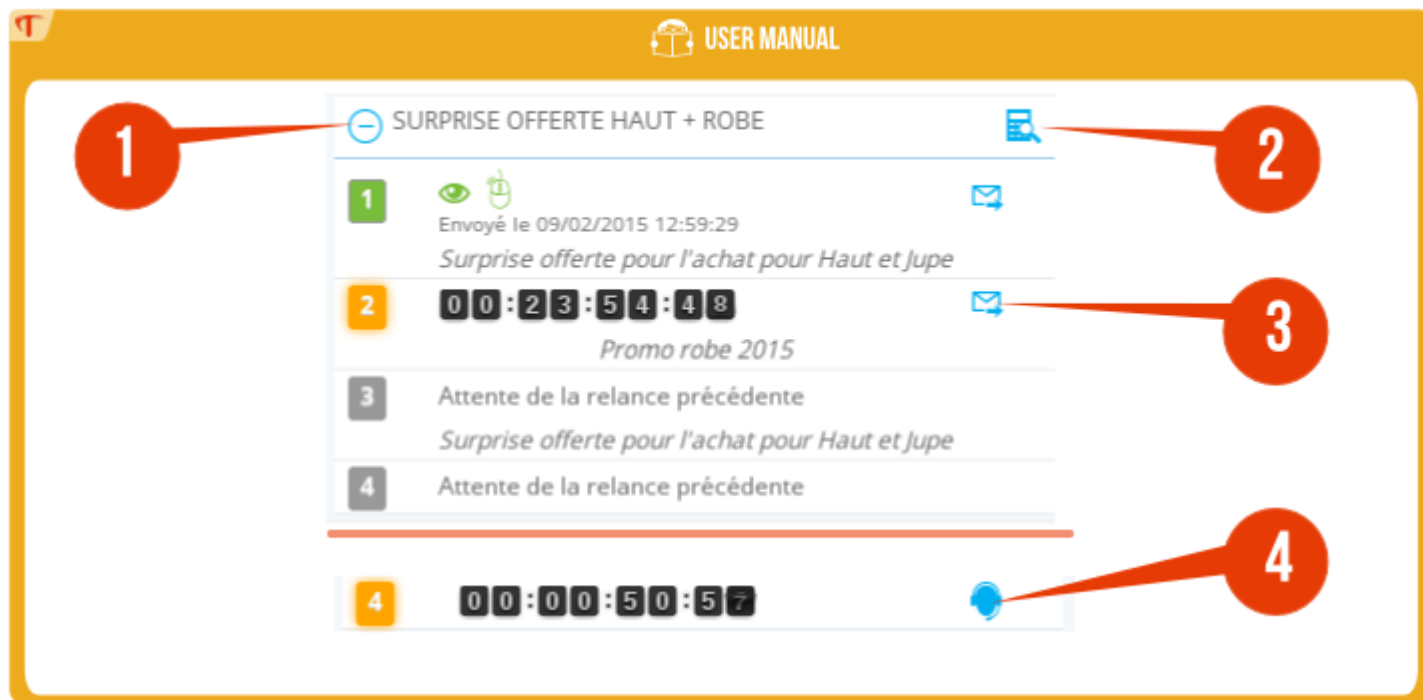 USER MANUAL
1
SURPRISE OFFERTE HAUT + ROBE
2
1
Envoyé le 09/02/2015 12:59:29
Surprise offerte pour l'achat pour Haut et Jupe
2
00:23:54:48
3
Promo robe 2015
3
Attente de la relance précédente
Surprise offerte pour l'achat pour Haut et Jupe
4
Attente de la relance précédente
4
4
00:00:50:57